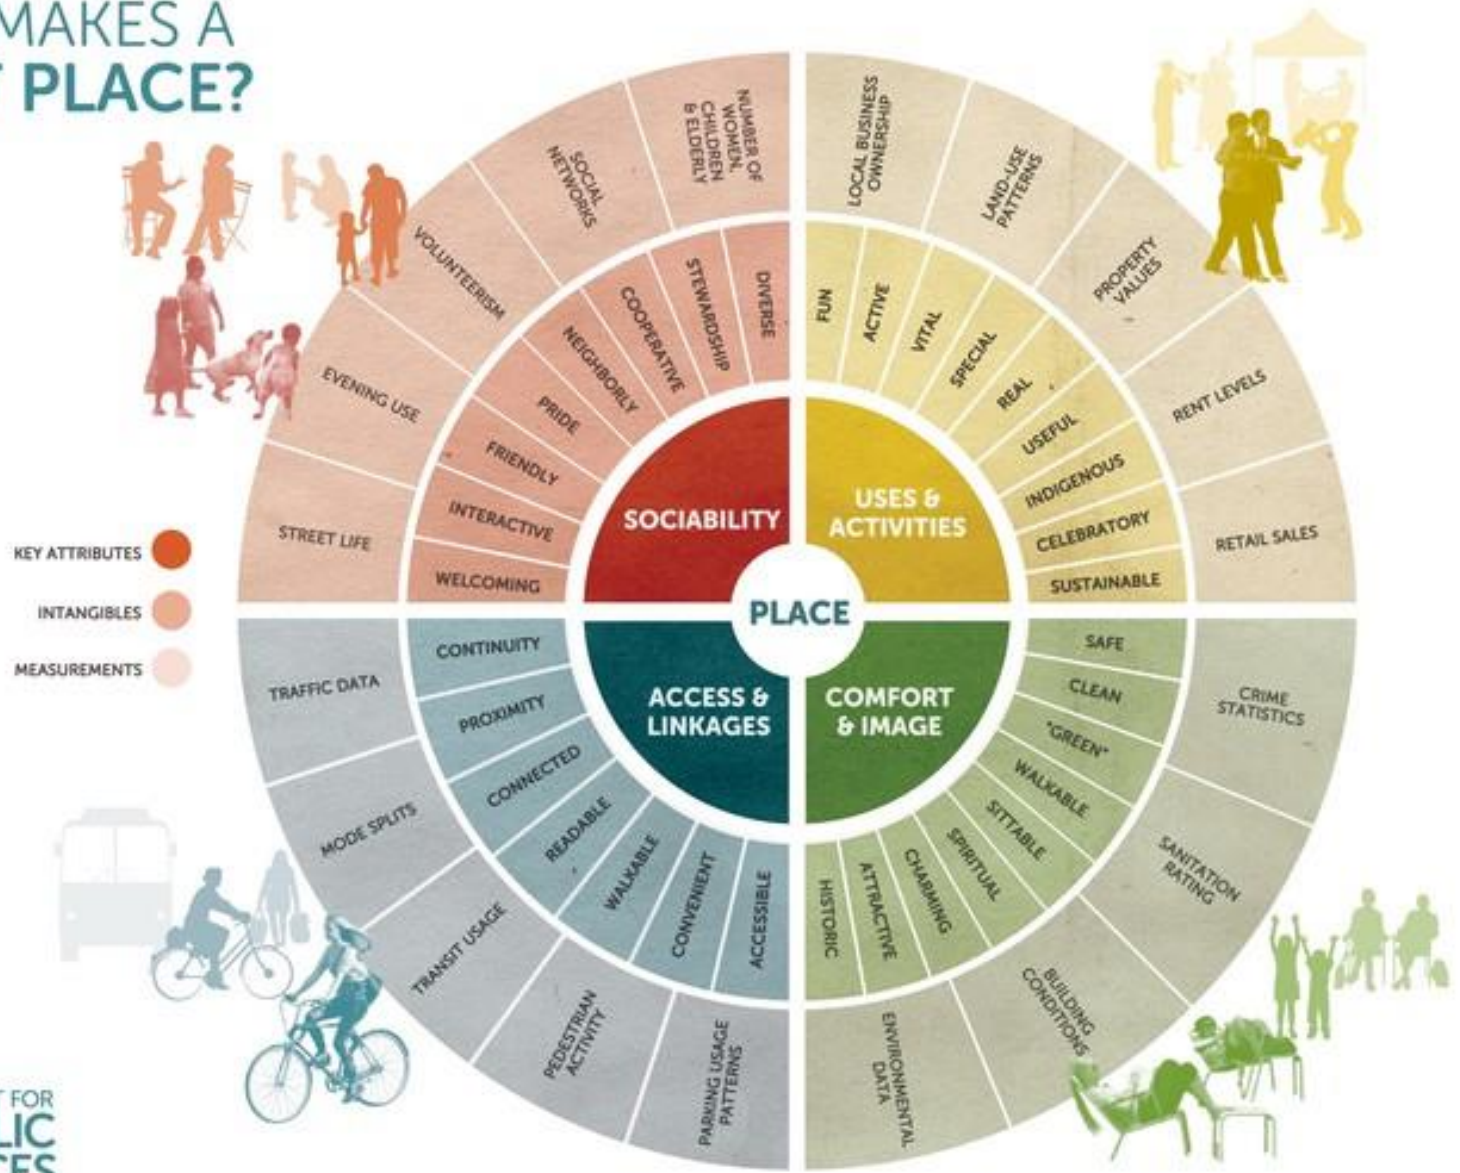 MAKES A
PLACE?
NUMBER OF
WOMEN,
CHILDREN
& ELDERLY
SOCIAL
NETWORKS
VOLUNTEERISM
EVENING USE
STREET LIFE
DIVERSE
STEWARDSHIP
COOPERATIVE
NEIGHBORLY
PRIDE
FRIENDLY
INTERACTIVE
WELCOMING
SOCIABILITY
LOCAL BUSINESS
OWNERSHIP
LAND-USE
PATTERNS
PROPERTY
VALUES
RENT LEVELS
RETAIL SALES
FUN
ACTIVE
VITAL
SPECIAL
REAL
USEFUL
INDIGENOUS
CELEBRATORY
SUSTAINABLE
USES &
ACTIVITIES
KEY ATTRIBUTES
INTANGIBLES
MEASUREMENTS
PLACE
TRAFFIC DATA
MODE SPLITS
TRANSIT USAGE
PEDESTRIAN
ACTIVITY
PARKING USAGE
PATTERNS
CONTINUITY
PROXIMITY
CONNECTED
READABLE
WALKABLE
CONVENIENT
ACCESSIBLE
ACCESS &
LINKAGES
COMFORT
& IMAGE
SAFE
CLEAN
"GREEN"
WALKABLE
SITTABLE
SPIRITUAL
CHARMING
ATTRACTIVE
HISTORIC
CRIME
STATISTICS
SANITATION
RATING
BUILDING
CONDITIONS
ENVIRONMENTAL
DATA
T FOR
LIC
CES